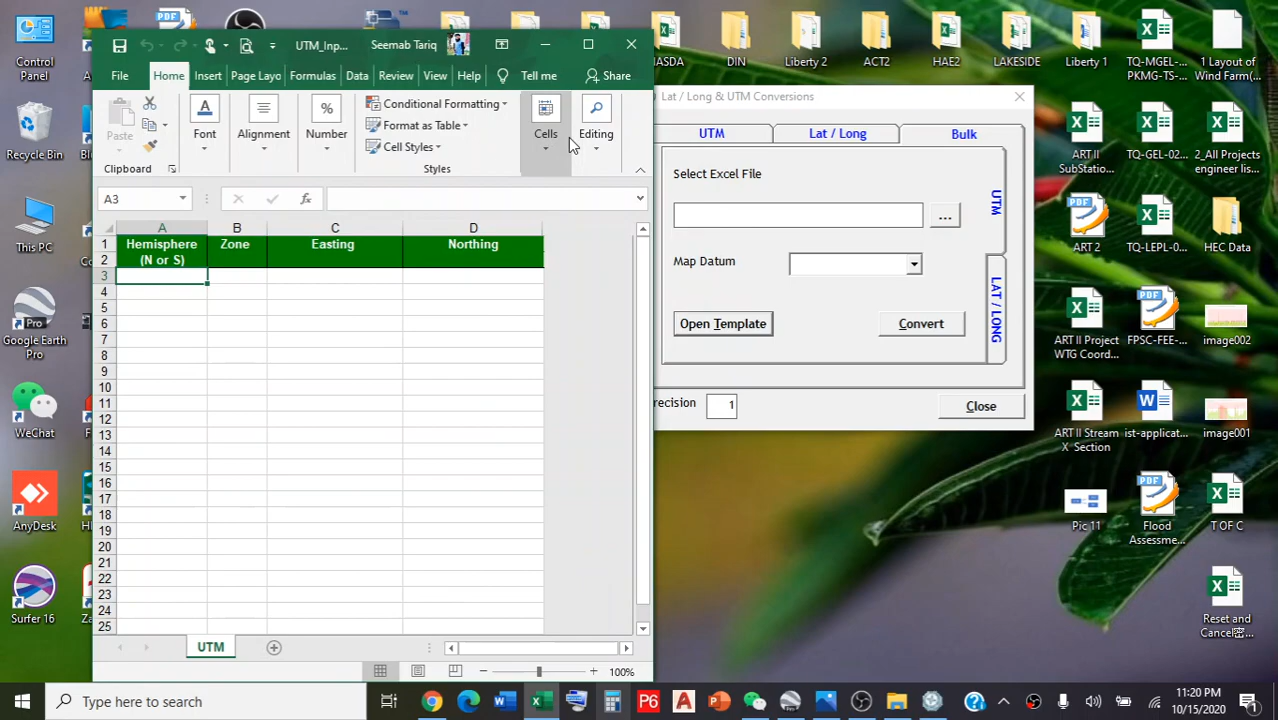 Control
Panel
Recycle Bin
This PC
Google Earth
Pro
WeChat
AnyDesk
Surfer 16
UTM_Inp...
Seemab Tariq
File
Home
Insert
Page Layo
Formulas
Data
Review
View
Help
Tell me
Share
Paste
Clipboard
Font
Alignment
Number
Conditional Formatting
Format as Table
Cell Styles
Styles
Cells
Editing
A3
fx
A
B
C
D
Hemisphere
(N or S)
Zone
Easting
Northing
1
2
3
4
5
6
7
8
9
10
11
12
13
14
15
16
17
18
19
20
21
22
23
24
25
UTM
100%
Lat / Long & UTM Conversions
UTM
Lat / Long
Bulk
Select Excel File
...
Map Datum
Open Template
Convert
UTM
LAT / LONG
recision
1
Close
DIN
Liberty 2
ACT2
HAE2
LAKESIDE
Liberty 1
TQ-MGEL-...
PKMG-TS-...
1 Layout of
Wind Farm(...
ART II
SubStatio...
TQ-GEL-02...
2_All Projects
engineer lis...
ART 2
TQ-LEPL-0...
HEC Data
ART II Project
WTG Coord...
FPSC-FEE-...
image002
ART II Stream
X_Section
ist-applicat...
image001
Pic 11
Flood
Assessme...
T OF C
Reset and
Type here to search
11:20 PM
10/15/2020